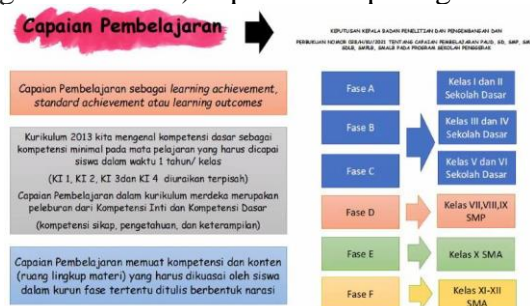 Capaian Pembelajaran
KEPUTUSAN KEPALA BADAN PENELITIAN DAN PENGEMBANGAN DAN
PERBUKUAN NOMOR TENTANG CAPAIAN PEMBELAJARAN PAUD, SD, SMP, SMA
SDLB, SMPLB, SMALB PADA PROGRAM SEKOLAH PENGGERAK
Capaian Pembelajaran sebagai learning achievement,
standard achievement atau learning outcomes
Kurikulum 2013 kita mengenal kompetensi dasar sebagai
kompetensi minimal pada mata pelajaran yang harus dicapai
siswa dalam waktu 1 tahun/ kelas
(KI 1, KI 2, KI 3dan KI 4 diuraikan terpisah)
Capaian Pembelajaran dalam kurikulum merdeka merupakan
peleburan dari Kompetensi Inti dan Kompetensi Dasar
(kompetensi sikap, pengetahuan, dan keterampilan)
Capaian Pembelajaran memuat kompetensi dan konten
(ruang lingkup materi) yang harus dikuasai oleh siswa
dalam kurun fase tertentu ditulis berbentuk narasi
Fase A
Kelas I dan II
Sekolah Dasar
Fase B
Kelas III dan IV
Sekolah Dasar
Fase C
Kelas V dan VI
Sekolah Dasar
Fase D
Kelas VII,VIII,IX
SMP
Fase E
Kelas X SMA
Fase F
Kelas XI-XII
SMA